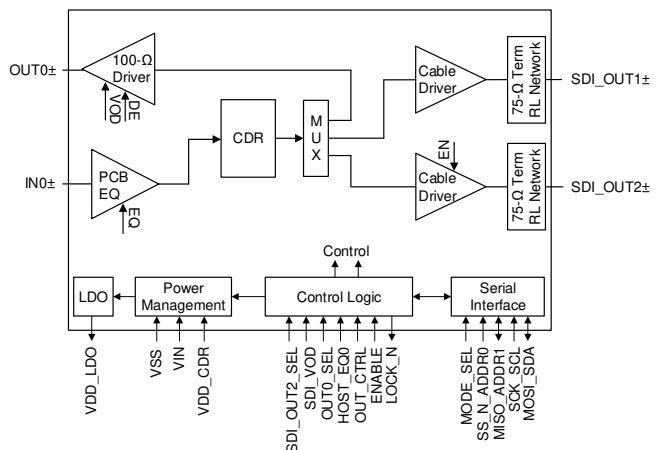 OUT0±
100-Ω
Driver
VOD
DE
IN0±
PCB
EQ
EQ
CDR
M
U
X
Cable
Driver
75-Ω Term
RL Network
SDI_OUT1±
EN
Cable
Driver
75-Ω Term
RL Network
SDI_OUT2±
Control
LDO
Power
Management
Control Logic
Serial
Interface
VDD_LDO
VSS
VIN
VDD_CDR
SDI_OUT2_SEL
SDI_VOD
OUT0_SEL
HOST_EQ0
OUT_CTRL
ENABLE
LOCK_N
MODE_SEL
SS_N_ADDR0
MISO_ADDR1
SCK_SCL
MOSI_SDA